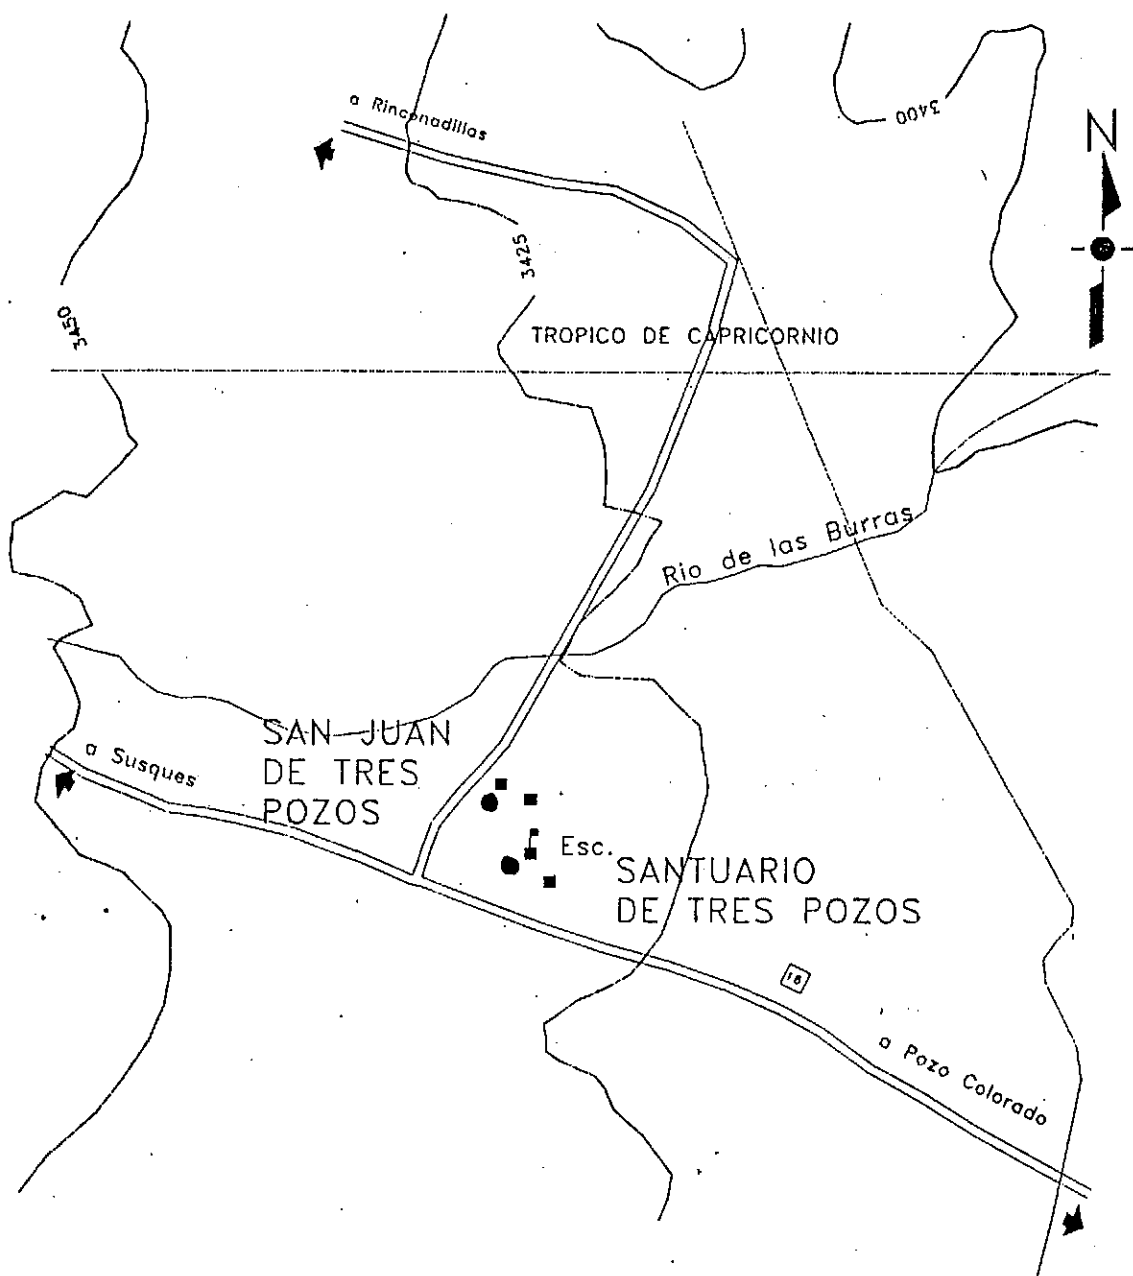 a Rinconadillas
3400
N
3425
3450
TROPICO DE CAPRICORNIO
Rio de las Burras
SAN JUAN
DE TRES
POZOS
a Susques
Esc.
SANTUARIO
DE TRES POZOS
16
a Pozo Colorado